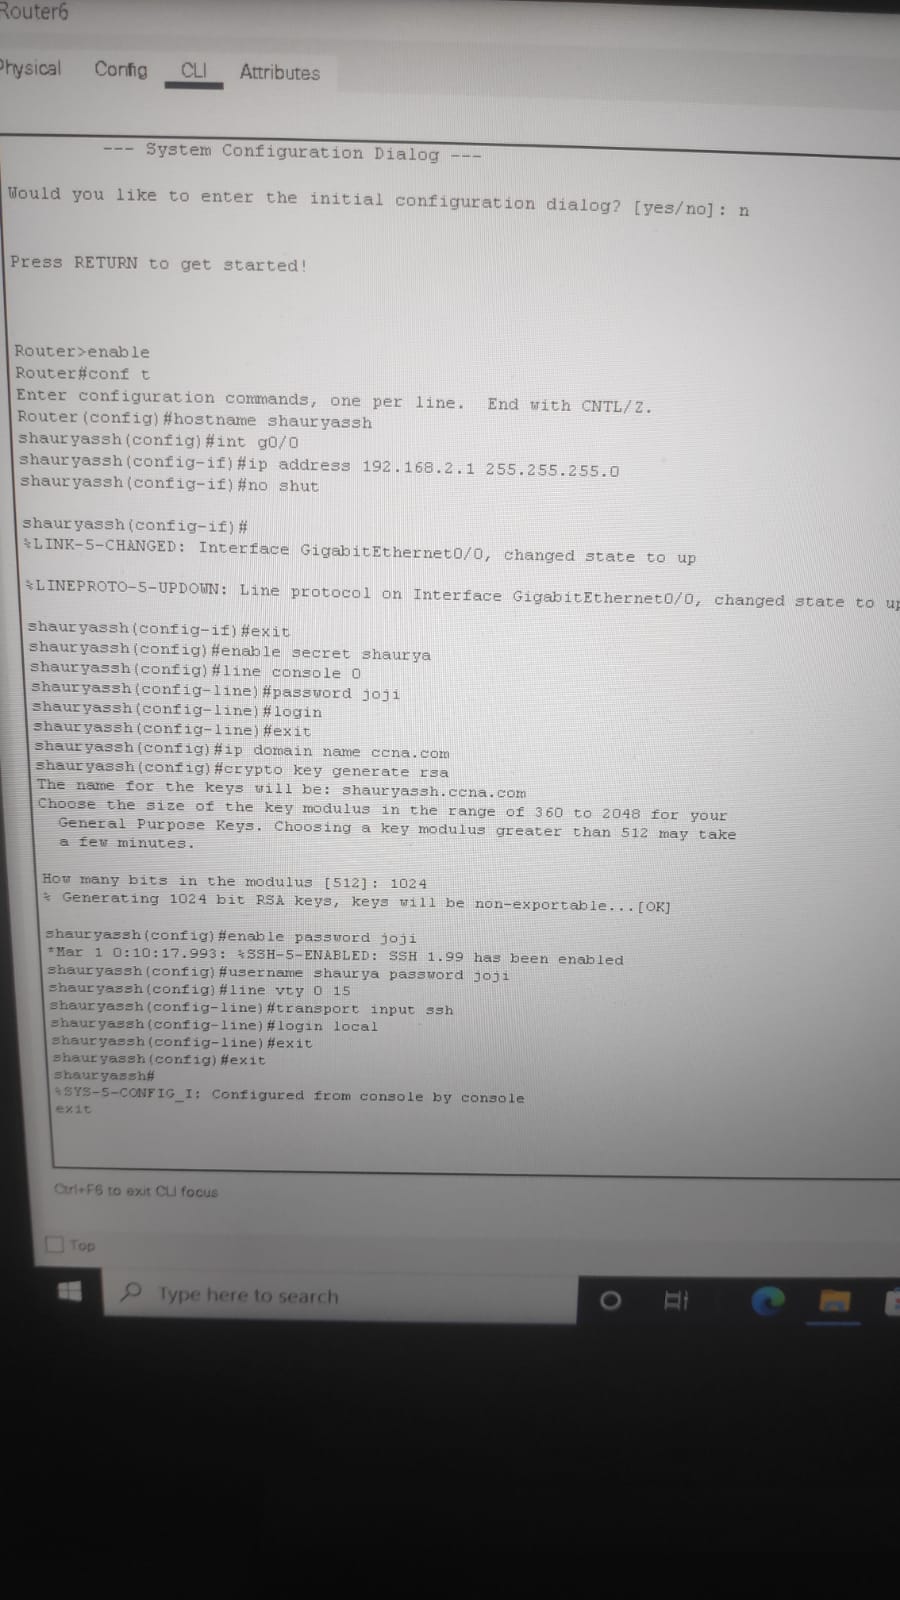 Router6
Physical Config CLI Attributes
--- System Configuration Dialog ---
Would you like to enter the initial configuration dialog? [yes/no]: n
Press RETURN to get started!
Router>enable
Router#conf t
Enter configuration commands, one per line. End with CNTL/Z.
Router(config)#hostname shauryassh
shauryassh(config)#int g0/0
shauryassh(config-if)#ip address 192.168.2.1 255.255.255.0
shauryassh(config-if)#no shut
shauryassh(config-if)#
%LINK-5-CHANGED: Interface GigabitEthernet0/0, changed state to up
%LINEPROTO-5-UPDOWN: Line protocol on Interface GigabitEthernet0/0, changed state to up
shauryassh(config-if)#exit
shauryassh(config)#enable secret shaurya
shauryassh(config)#line console 0
shauryassh(config-line)#password joji
shauryassh(config-line)#login
shauryassh(config-line)#exit
shauryassh(config)#ip domain name ccna.com
shauryassh(config)#crypto key generate rsa
The name for the keys will be: shauryassh.ccna.com
Choose the size of the key modulus in the range of 360 to 2048 for your
General Purpose Keys. Choosing a key modulus greater than 512 may take
a few minutes.
How many bits in the modulus [512]: 1024
% Generating 1024 bit RSA keys, keys will be non-exportable...[OK]
shauryassh(config)#enable password joji
*Mar 1 0:10:17.993: %SSH-5-ENABLED: SSH 1.99 has been enabled
shauryassh(config)#username shaurya password joji
shauryassh(config)#line vty 0 15
shauryassh(config-line)#transport input ssh
shauryassh(config-line)#login local
shauryassh(config-line)#exit
shauryassh(config)#exit
shauryassh#
%SYS-5-CONFIG_I: Configured from console by console
exit
Ctrl+F6 to exit CLI focus
Top
Type here to search